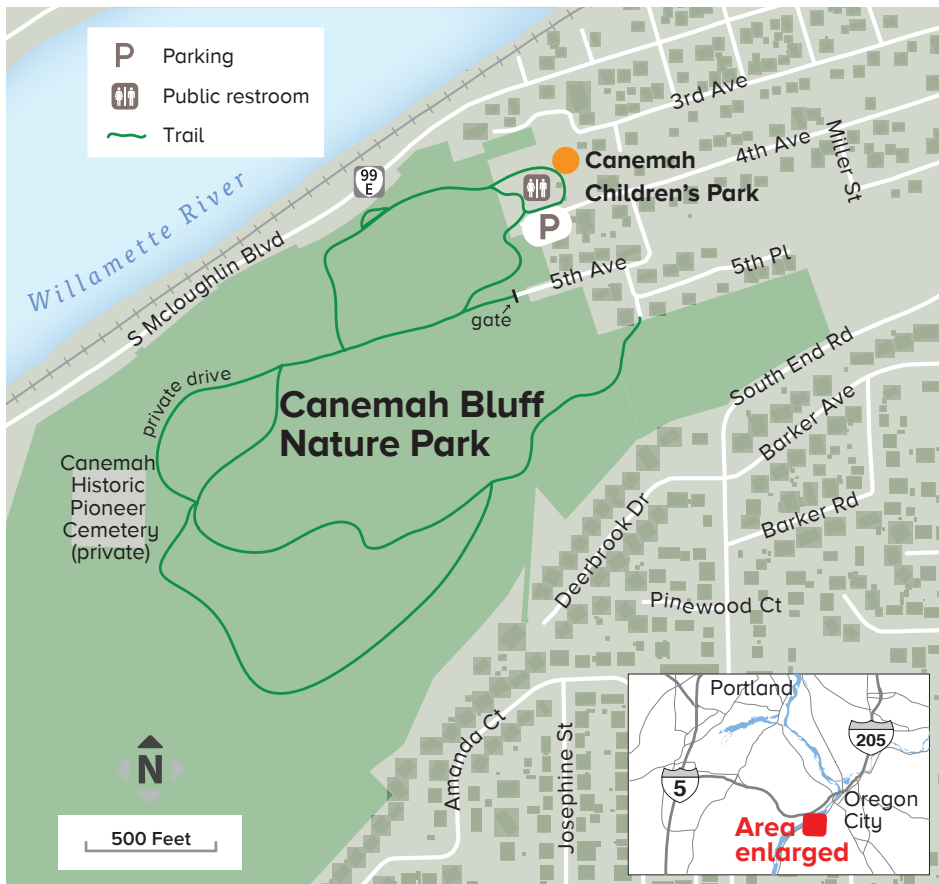 P Parking
Public restroom
Trail
Willamette River
99
E
S Mcloughlin Blvd
3rd Ave
4th Ave
Miller St
Canemah
Children's Park
P
5th Ave
5th Pl
gate
private drive
Canemah Bluff
Nature Park
South End Rd
Barker Ave
Barker Rd
Deerbrook Dr
Pinewood Ct
Canemah
Historic
Pioneer
Cemetery
(private)
Amanda Ct
Josephine St
N
500 Feet
Portland
205
5
Oregon
City
Area
enlarged